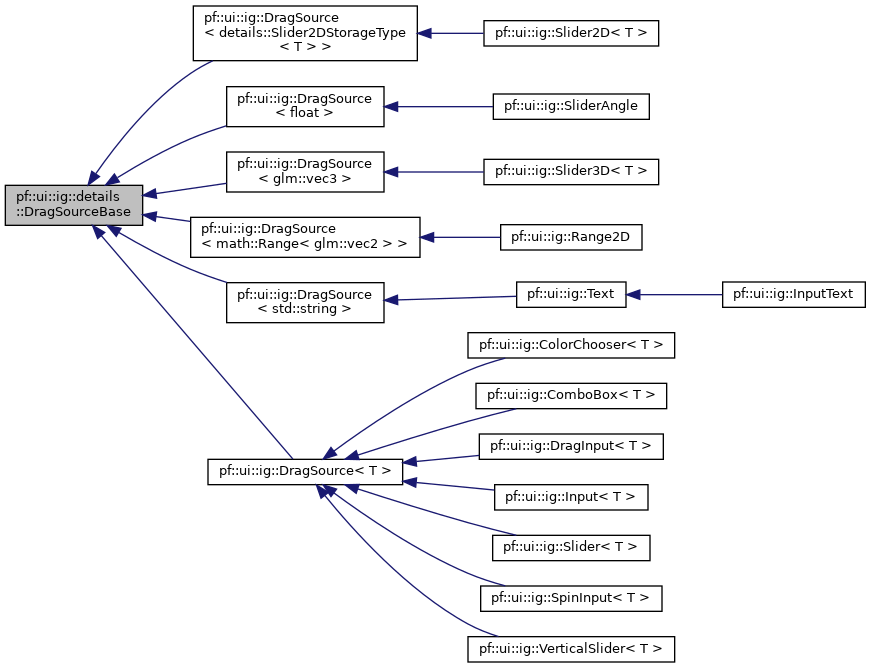 pf::ui::ig::DragSource
< details::Slider2DStorageType
< T > >
pf::ui::ig::Slider2D< T >
pf::ui::ig::DragSource
< float >
pf::ui::ig::SliderAngle
pf::ui::ig::DragSource
< glm::vec3 >
pf::ui::ig::Slider3D< T >
pf::ui::ig::details
::DragSourceBase
pf::ui::ig::DragSource
< math::Range< glm::vec2 > >
pf::ui::ig::Range2D
pf::ui::ig::DragSource
< std::string >
pf::ui::ig::Text
pf::ui::ig::InputText
pf::ui::ig::ColorChooser< T >
pf::ui::ig::ComboBox< T >
pf::ui::ig::DragInput< T >
pf::ui::ig::DragSource< T >
pf::ui::ig::Input< T >
pf::ui::ig::Slider< T >
pf::ui::ig::SpinInput< T >
pf::ui::ig::VerticalSlider< T >